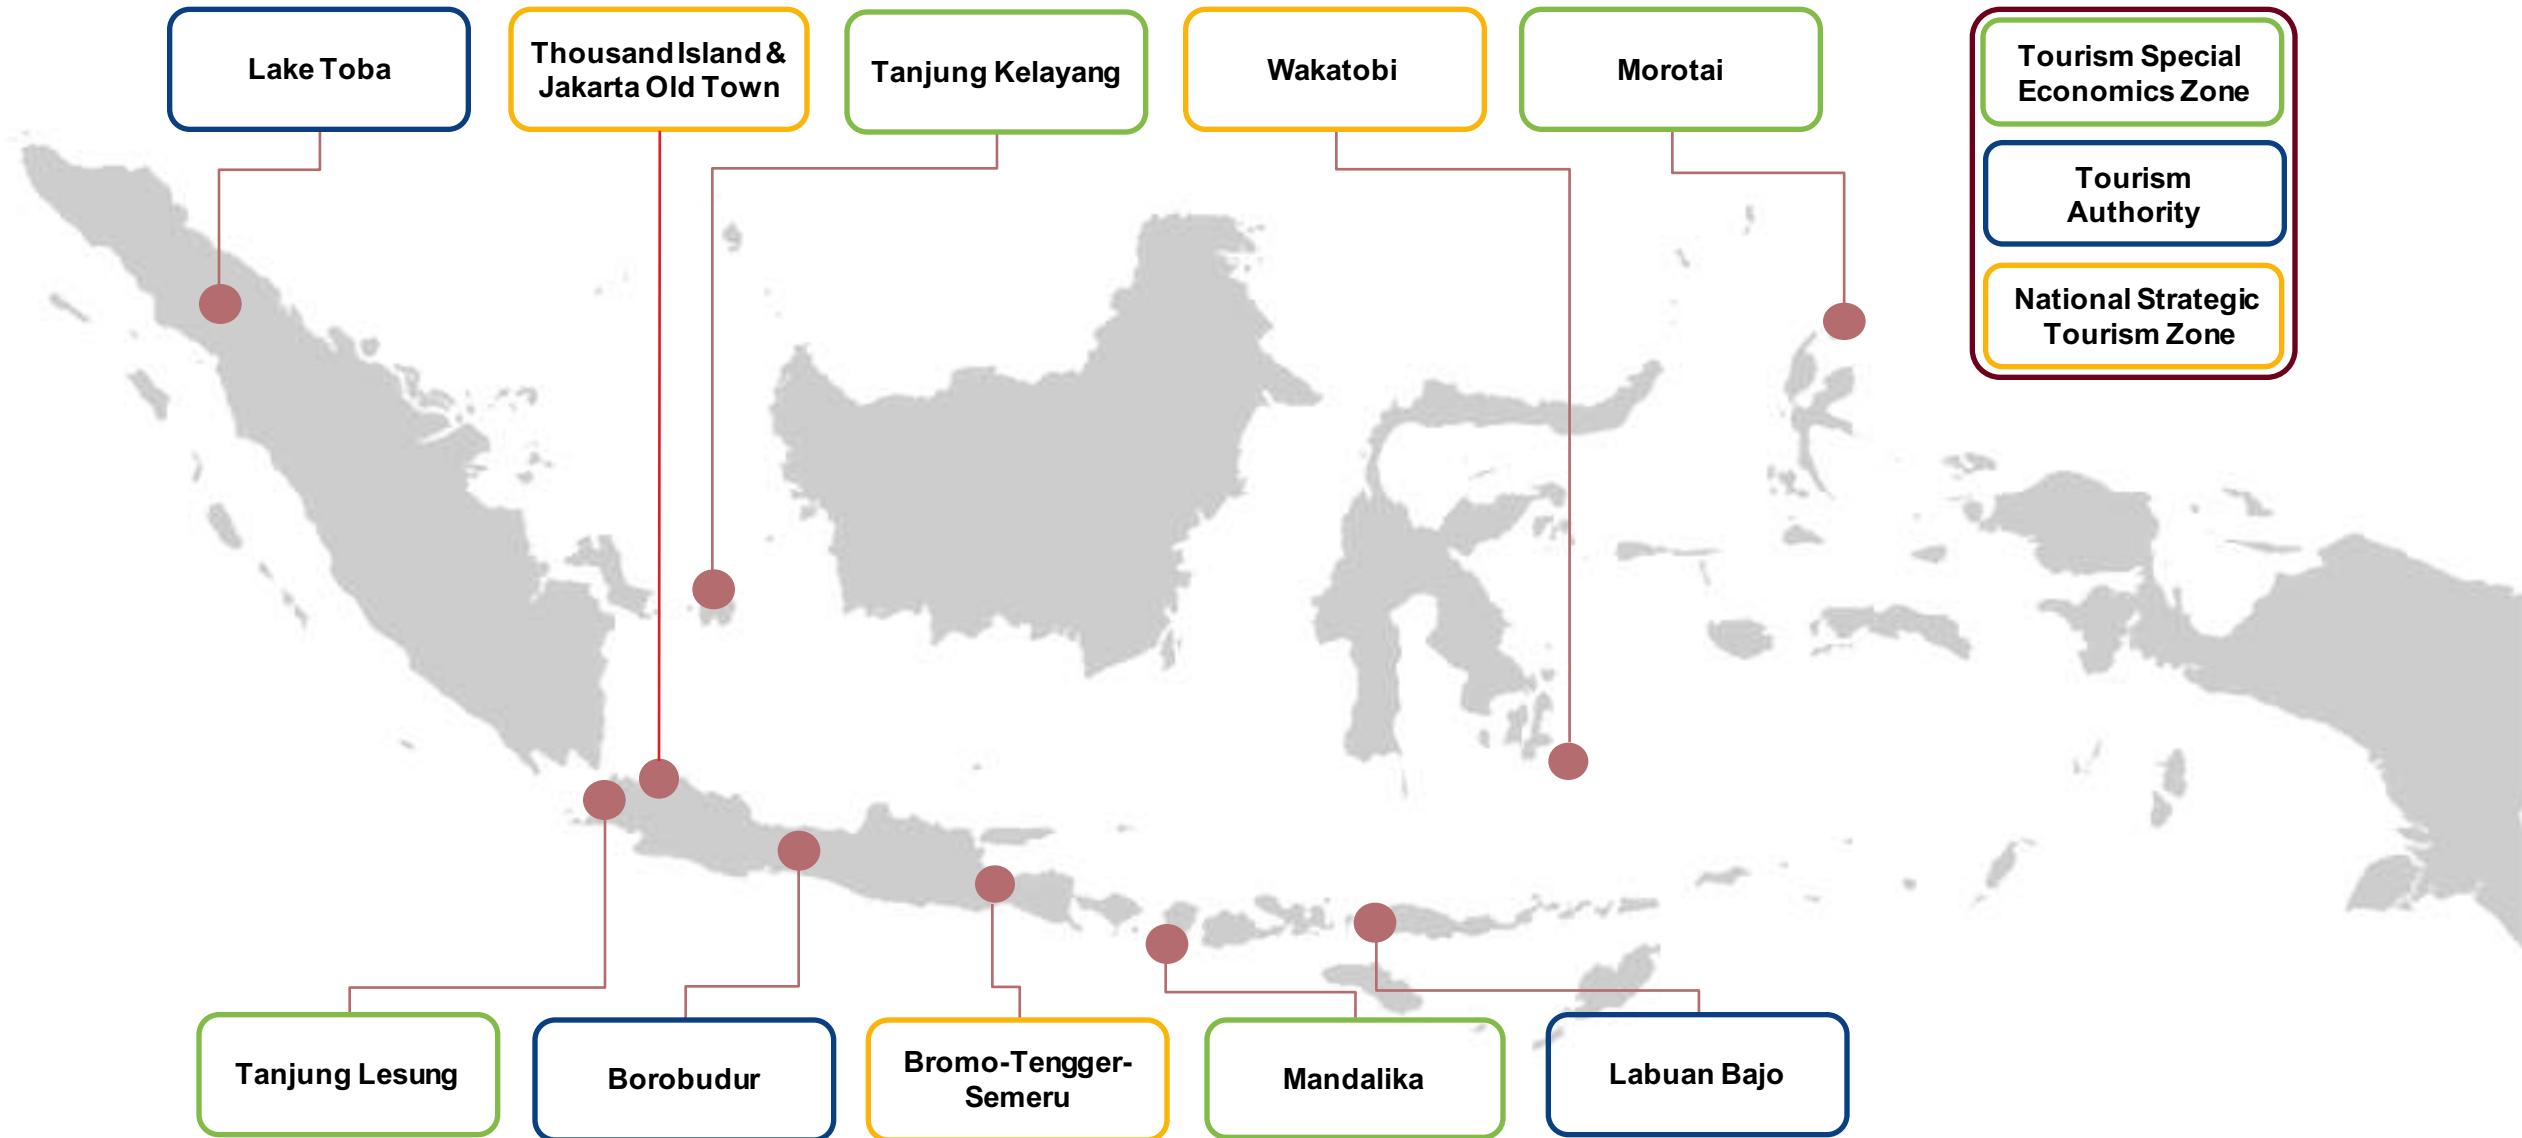 Lake Toba
Thousand Island &
Jakarta Old Town
Tanjung Kelayang
Wakatobi
Morotai
Tourism Special
Economics Zone
Tourism
Authority
National Strategic
Tourism Zone
Tanjung Lesung
Borobudur
Bromo-Tengger-
Semeru
Mandalika
Labuan Bajo